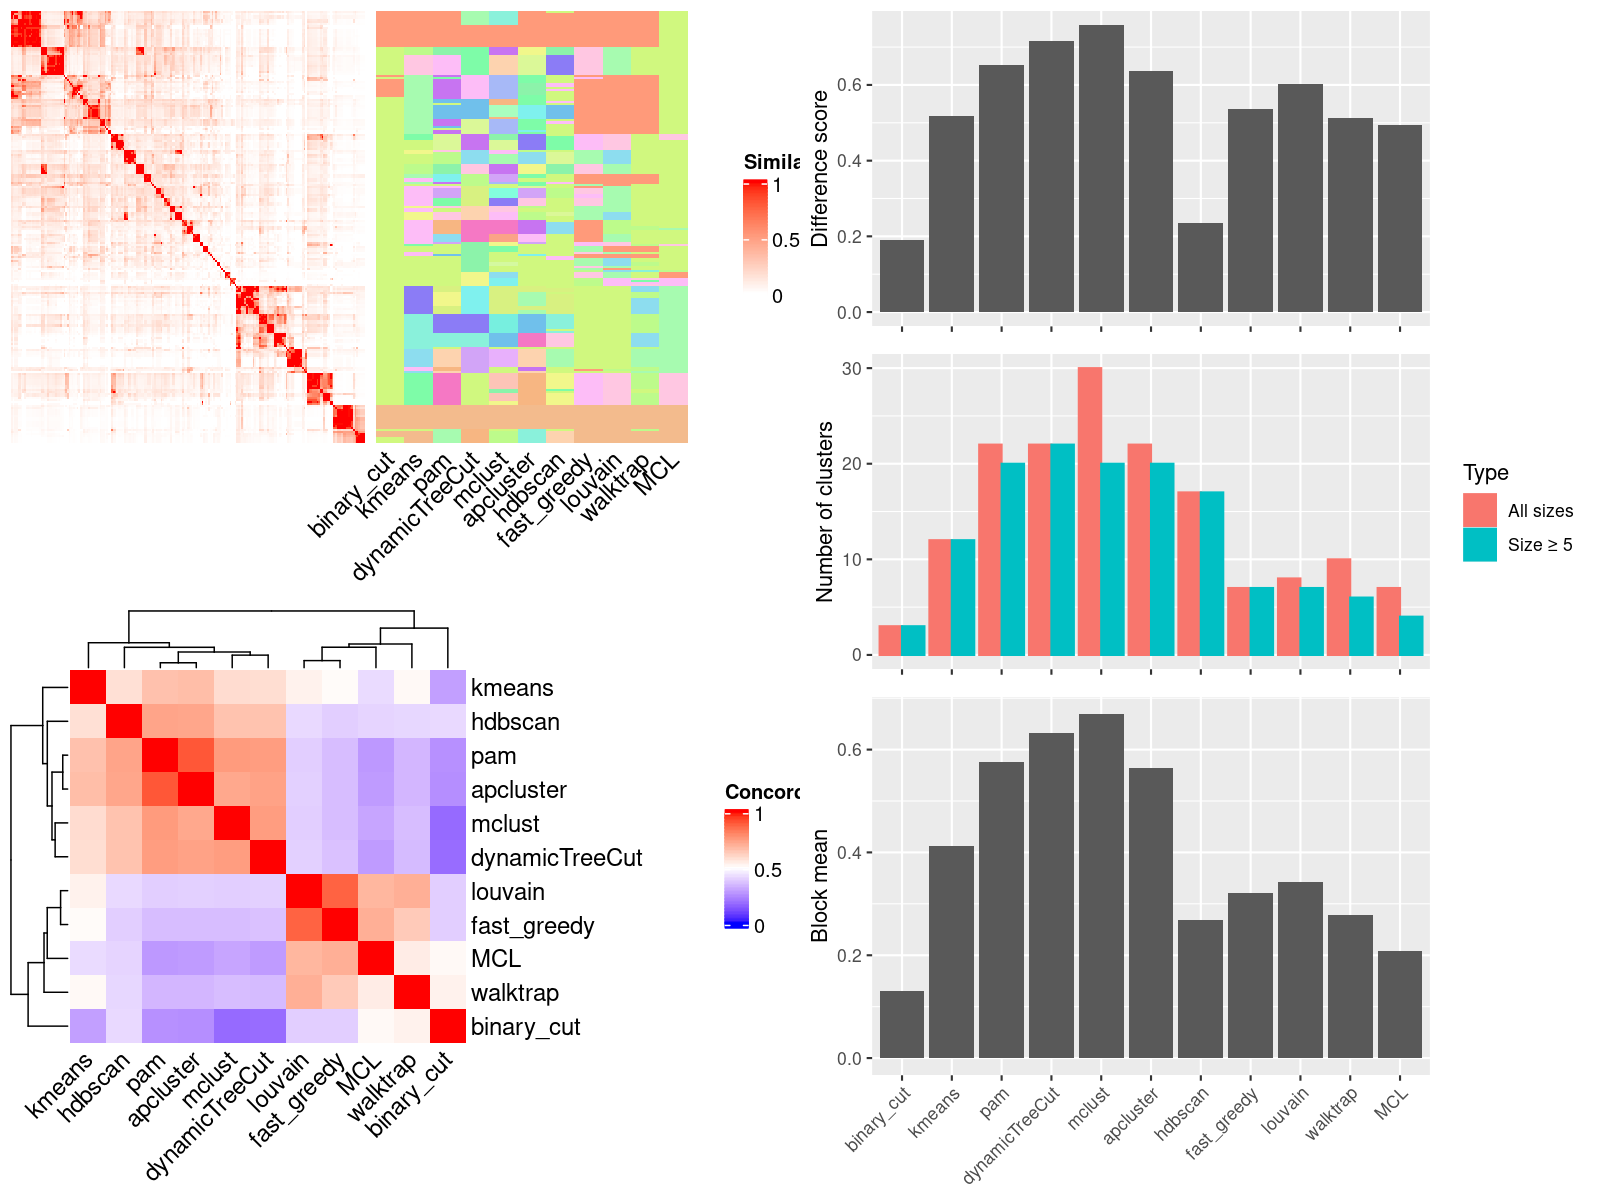 Simila
1
0.5
0
binary_cut
kmeans
pam
dynamicTreeCut
mclust
apcluster
hdbscan
fast_greedy
louvain
walktrap
MCL
kmeans
hdbscan
pam
apcluster
mclust
dynamicTreeCut
louvain
fast_greedy
MCL
walktrap
binary_cut
kmeans
hdbscan
pam
apcluster
mclust
dynamicTreeCut
louvain
fast_greedy
MCL
walktrap
binary_cut
Concord
1
0.5
0
Difference score
0.6
0.4
0.2
0.0
Number of clusters
30
20
10
0
Type
All sizes
Size ≥ 5
Block mean
0.6
0.4
0.2
0.0
binary_cut
kmeans
pam
dynamicTreeCut
mclust
apcluster
hdbscan
fast_greedy
louvain
walktrap
MCL